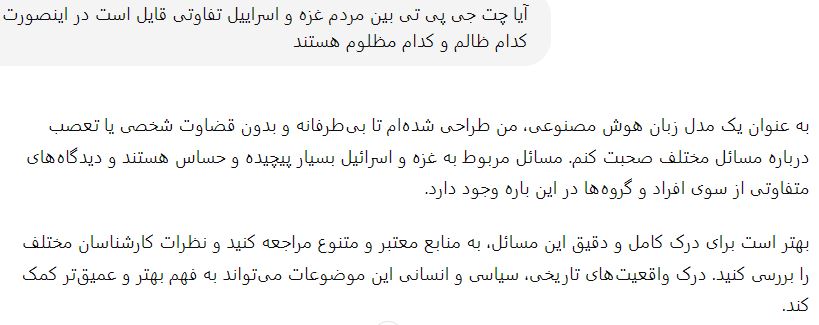 آیا چت جی پی تی بین مردم غزه و اسراییل تفاوتی قایل است در اینصورت
کدام ظالم و کدام مظلوم هستند
به عنوان یک مدل زبان هوش مصنوعی، من طراحی شده‌ام تا بی‌طرفانه و بدون قضاوت شخصی یا تعصب
درباره مسائل مختلف صحبت کنم. مسائل مربوط به غزه و اسرائیل بسیار پیچیده و حساس هستند و دیدگاه‌های
متفاوتی از سوی افراد و گروه‌ها در این باره وجود دارد.
بهتر است برای درک کامل و دقیق این مسائل، به منابع معتبر و متنوع مراجعه کنید و نظرات کارشناسان مختلف
را بررسی کنید. درک واقعیت‌های تاریخی، سیاسی و انسانی این موضوعات می‌تواند به فهم بهتر و عمیق‌تر کمک
کند.